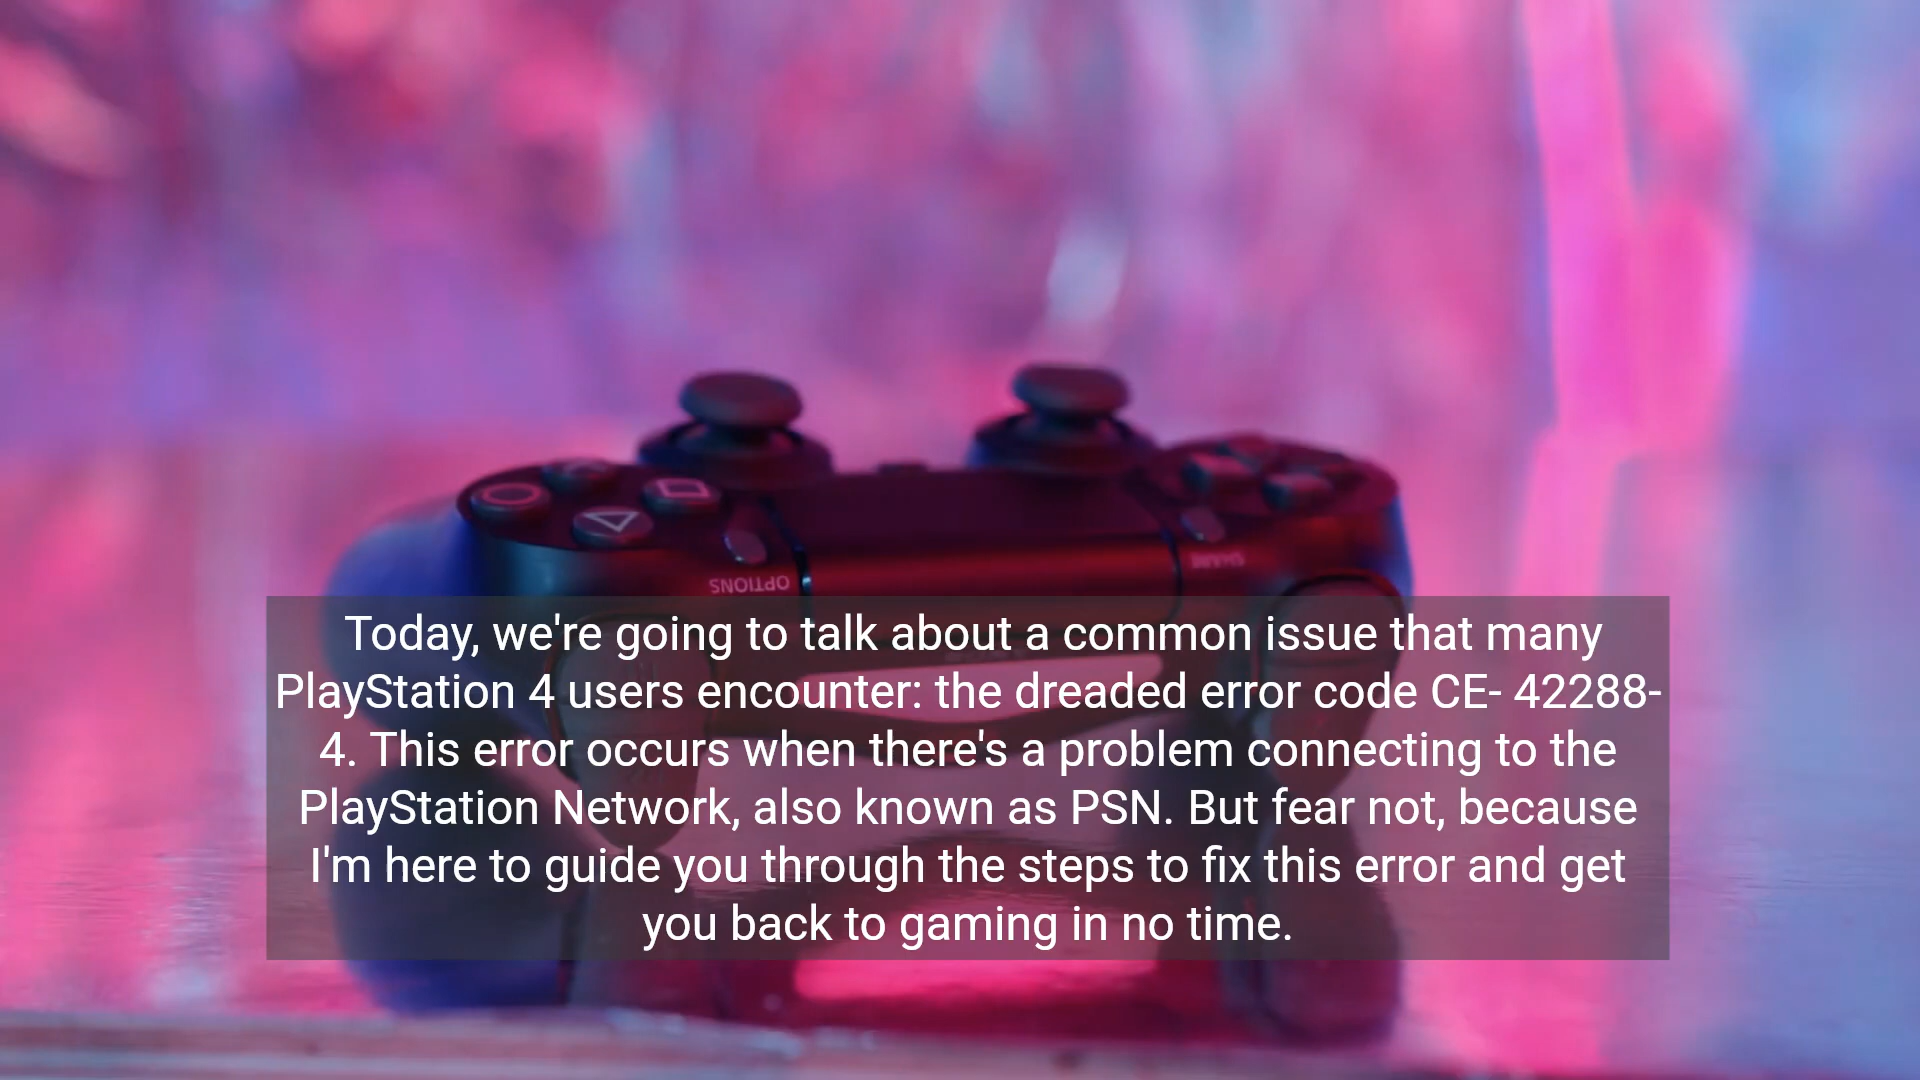 OPTIONS
SHARE
Today, we're going to talk about a common issue that many
PlayStation 4 users encounter: the dreaded error code CE- 42288-
4. This error occurs when there's a problem connecting to the
PlayStation Network, also known as PSN. But fear not, because
I'm here to guide you through the steps to fix this error and get
you back to gaming in no time.